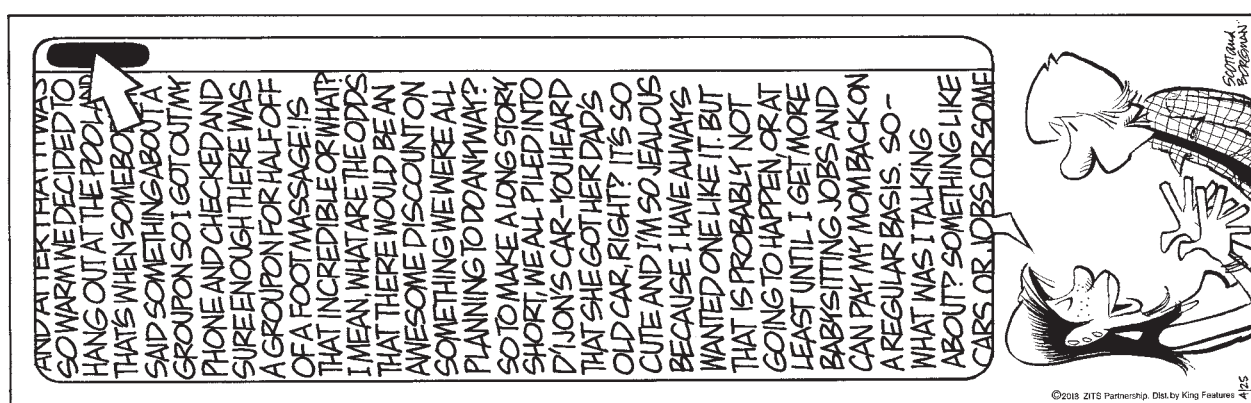 AND AFTER THAT IT WAS
SO WARM WE DECIDED TO
HANG OUT AT THE POOL AND
THAT'S WHEN SOMEBODY
SAID SOMETHING ABOUT A
GROUPON SO I GOT OUT MY
PHONE AND CHECKED AND
SURE ENOUGH THERE WAS
A GROUPON FOR HALF OFF
OF A FOOT MASSAGE! IS
THAT INCREDIBLE OR WHAT?
I MEAN, WHAT ARE THE ODDS
THAT THERE WOULD BE AN
AWESOME DISCOUNT ON
SOMETHING WE WERE ALL
PLANNING TO DO ANYWAY?
SO TO MAKE A LONG STORY
SHORT, WE ALL PILED INTO
D'IJON'S CAR-YOU HEARD
THAT SHE GOT HER DAD'S
OLD CAR, RIGHT? IT'S SO
CUTE AND I'M SO JEALOUS
BECAUSE I HAVE ALWAYS
WANTED ONE LIKE IT. BUT
THAT IS PROBABLY NOT
GOING TO HAPPEN, OR AT
LEAST UNTIL I GET MORE
BABYSITTING JOBS AND
CAN PAY MY MOM BACK ON
A REGULAR BASIS. SO-
WHAT WAS I TALKING
ABOUT? SOMETHING LIKE
CARS OR JOBS OR SOME
SCOTT and
BORGMAN
©2013 ZITS Partnership. Dist. by King Features
4/25